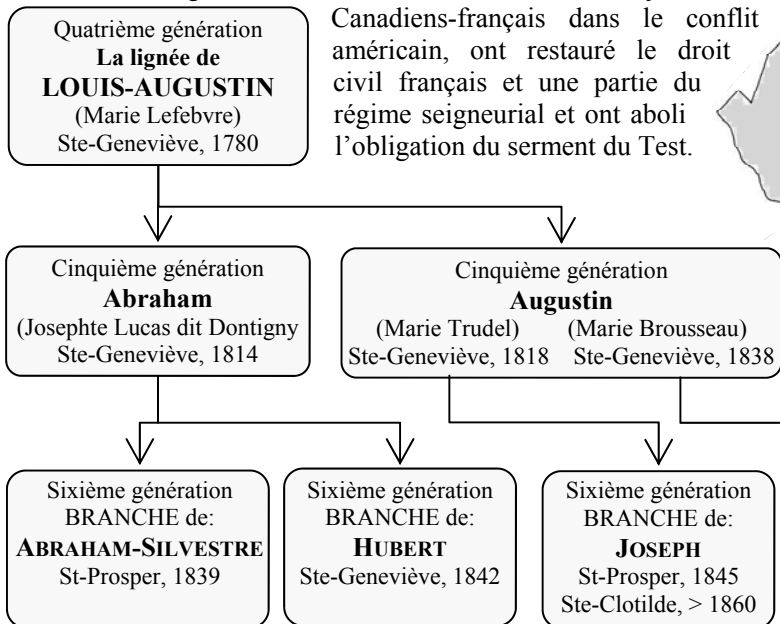 Canadiens-français dans le conflit
américain, ont restauré le droit
civil français et une partie du
régime seigneurial et ont aboli
l'obligation du serment du Test.
Quatrième génération
La lignée de
LOUIS-AUGUSTIN
(Marie Lefebvre)
Ste-Geneviève, 1780
Cinquième génération
Abraham
(Josephte Lucas dit Dontigny
Ste-Geneviève, 1814
Cinquième génération
Augustin
(Marie Trudel) (Marie Brousseau)
Ste-Geneviève, 1818 Ste-Geneviève, 1838
Sixième génération
BRANCHE de:
ABRAHAM-SILVESTRE
St-Prosper, 1839
Sixième génération
BRANCHE de:
HUBERT
Ste-Geneviève, 1842
Sixième génération
BRANCHE de:
JOSEPH
St-Prosper, 1845
Ste-Clotilde, > 1860